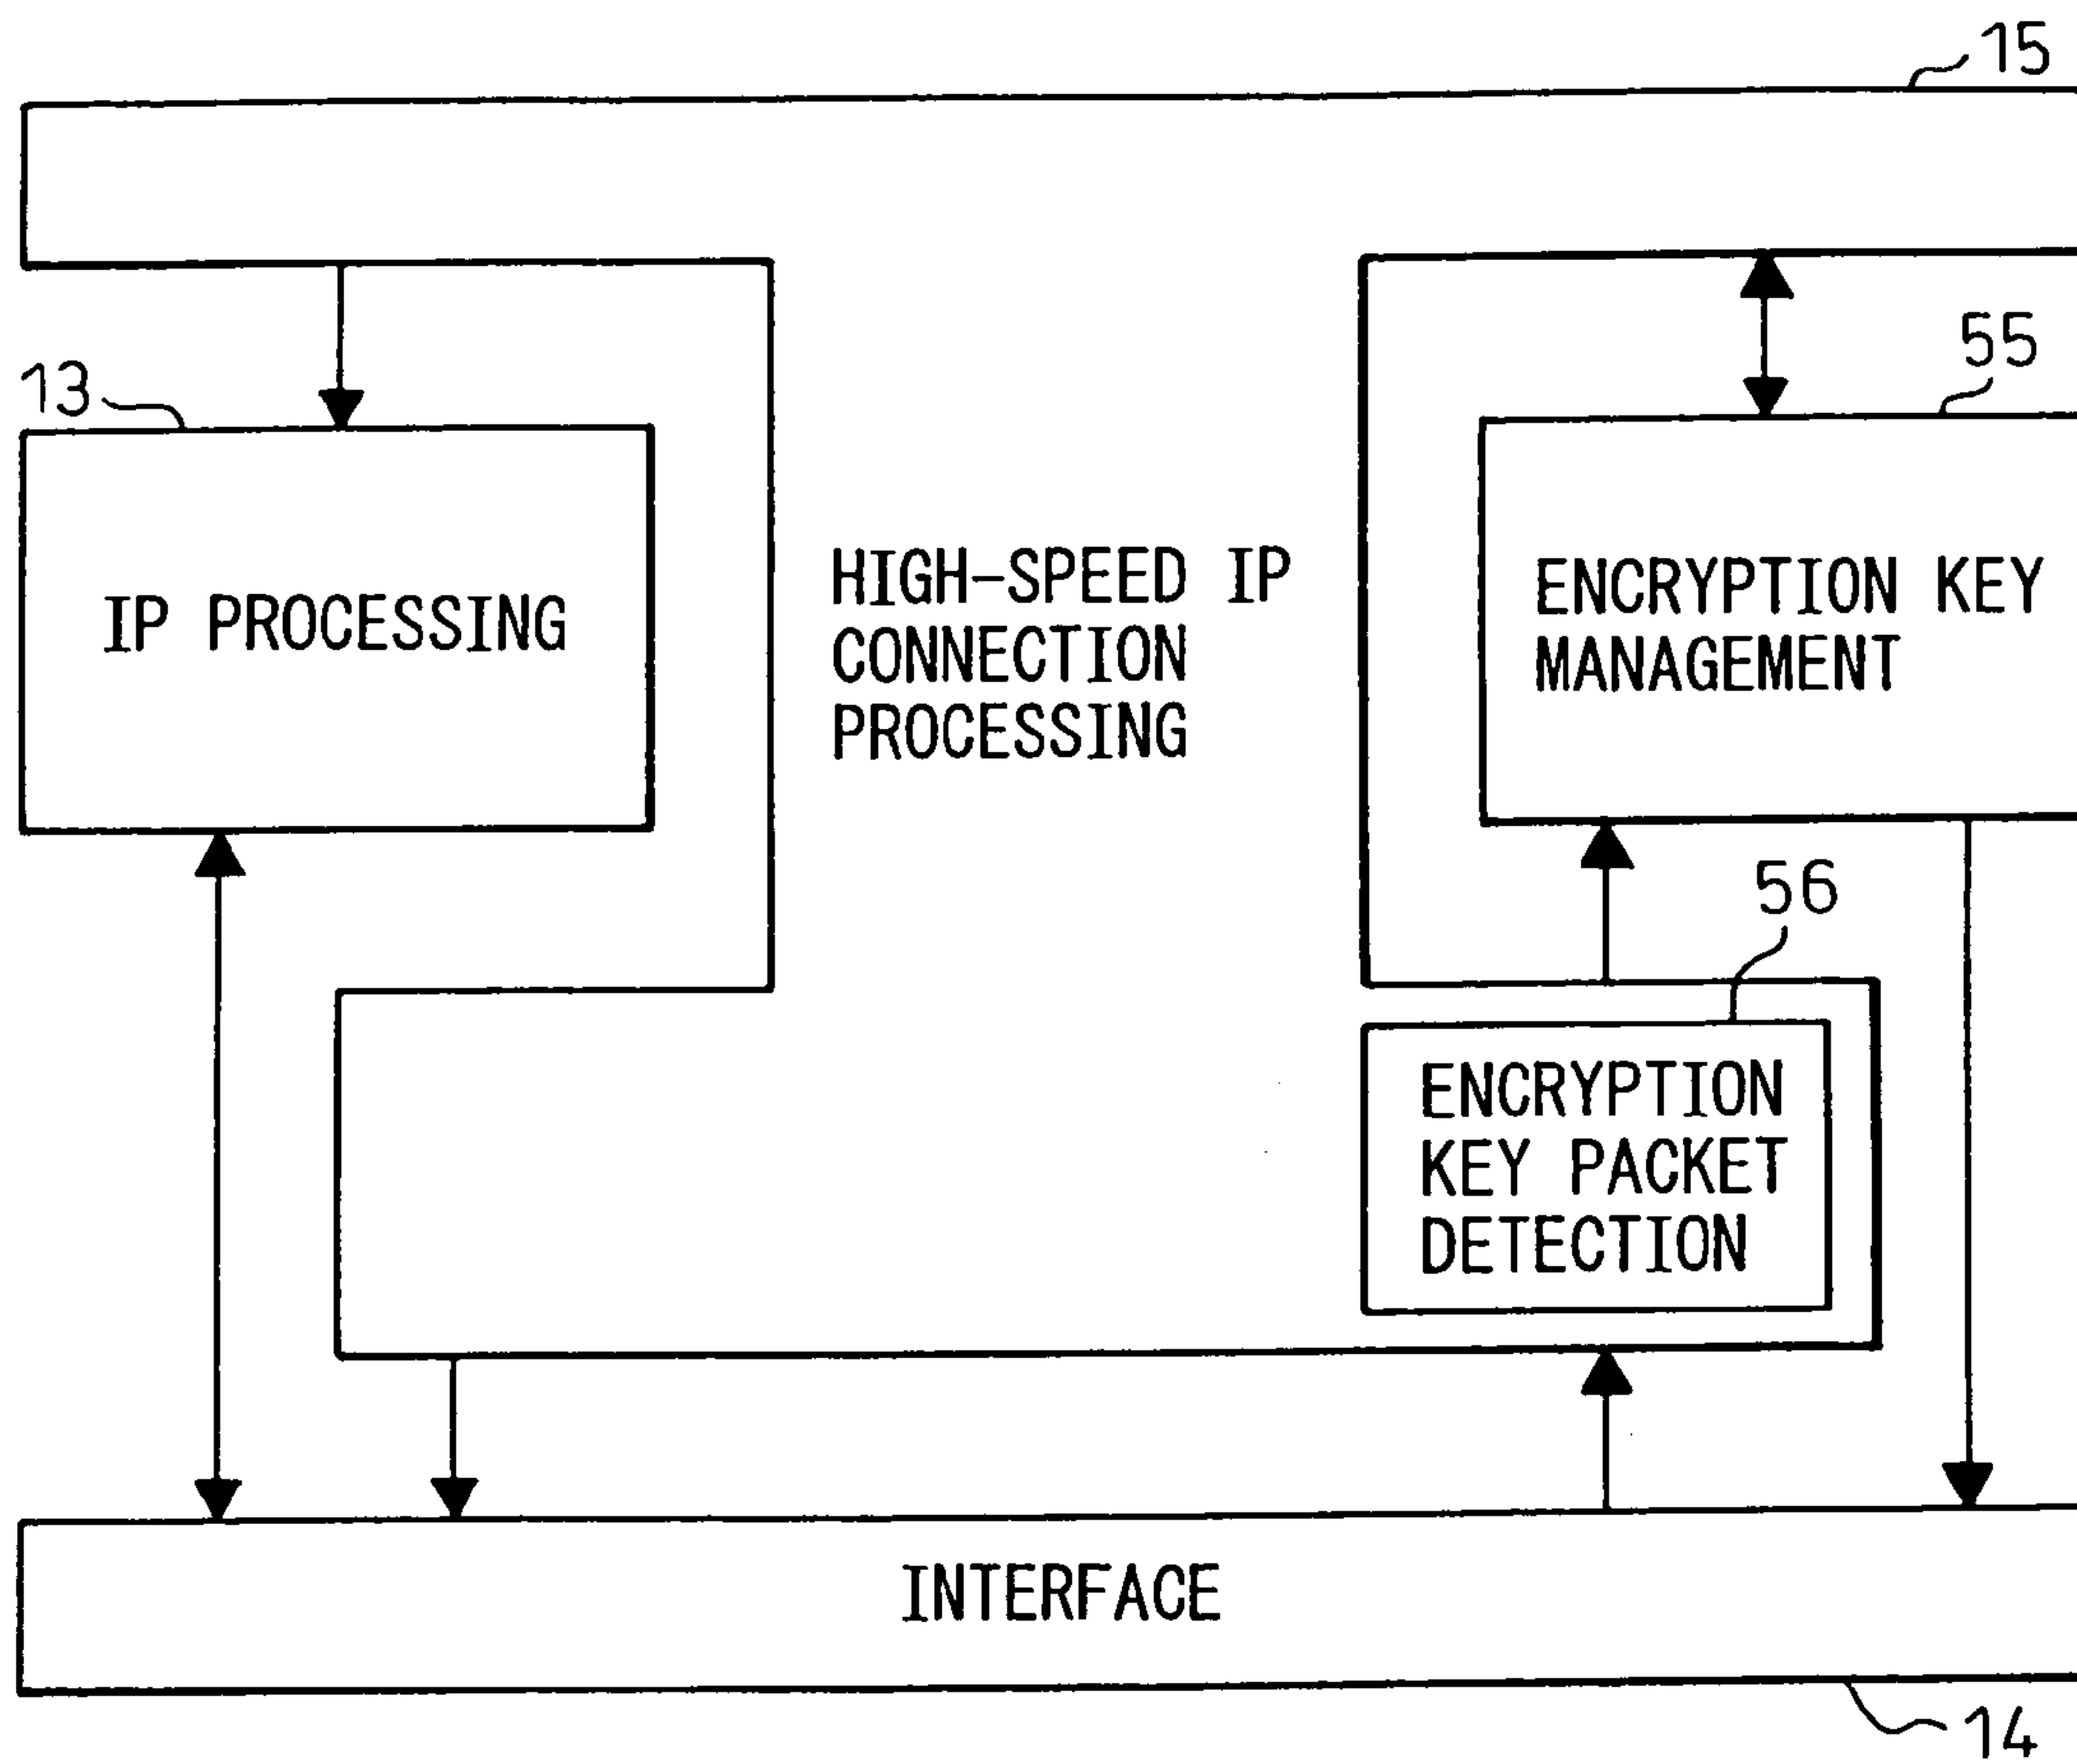 15
55
13
HIGH-SPEED IP
CONNECTION
PROCESSING
IP PROCESSING
ENCRYPTION KEY
MANAGEMENT
56
ENCRYPTION
KEY PACKET
DETECTION
INTERFACE
14